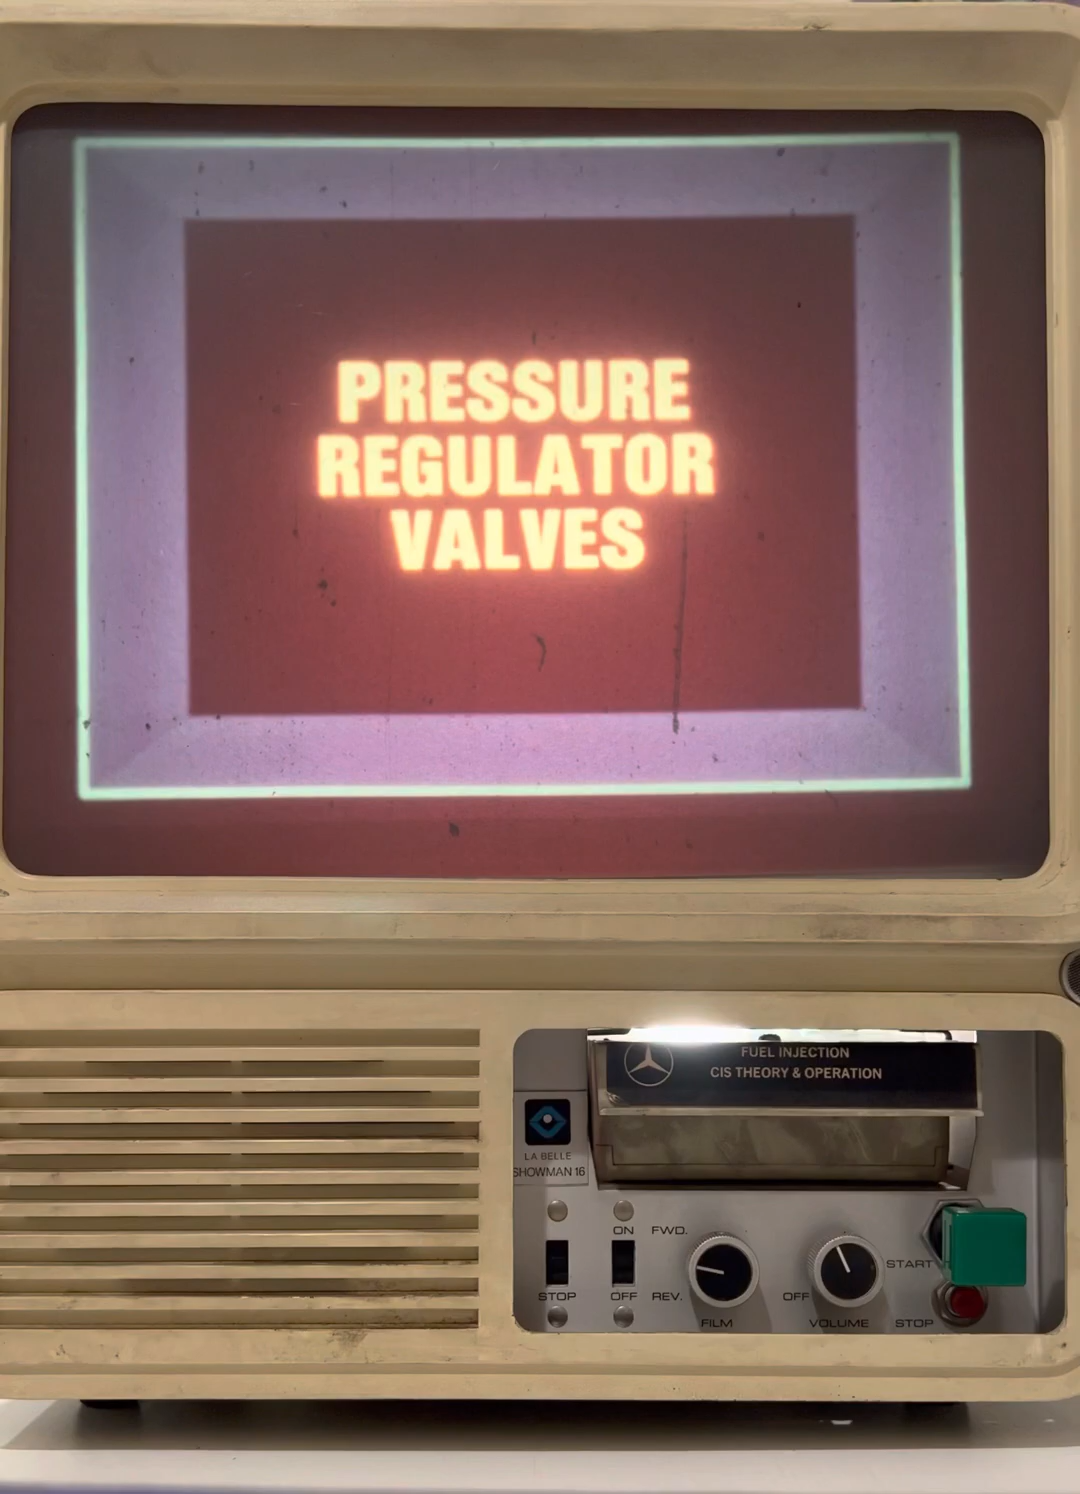 PRESSURE
REGULATOR
VALVES
FUEL INJECTION
CIS THEORY & OPERATION
LA BELLE
SHOWMAN 16
ON
FWD.
START
STOP
OFF
REV.
OFF
FILM
VOLUME
STOP